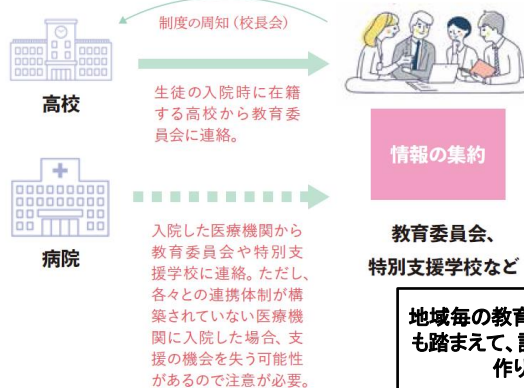 制度の周知（校長会）
高校
生徒の入院時に在籍
する高校から教育委
員会に連絡。
情報の集約
病院
入院した医療機関から
教育委員会や特別支
援学校に連絡。ただし、
各々との連携体制が構
築されていない医療機
関に入院した場合、支
援の機会を失う可能性
があるので注意が必要。
教育委員会、
特別支援学校など
地域毎の教育
も踏まえて、
作り